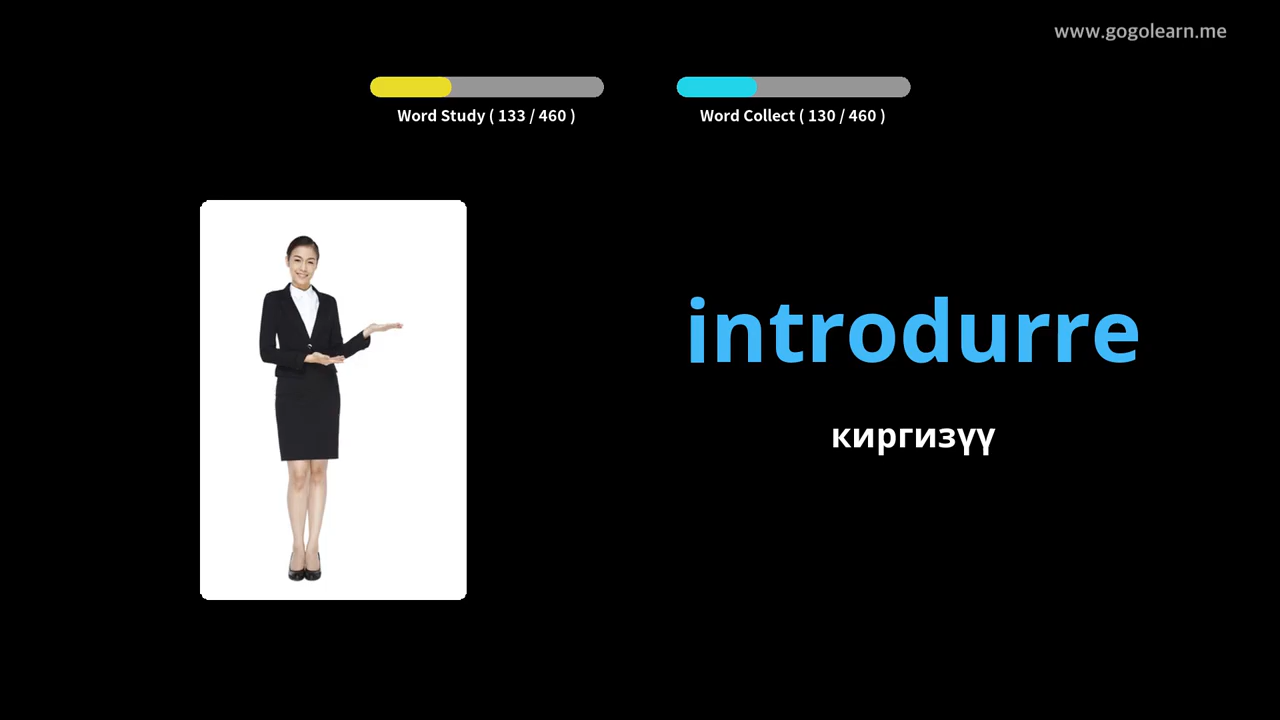 www.gogolearn.me
Word Study ( 133 / 460 )
Word Collect ( 130 / 460 )
introdurre
киргизүү